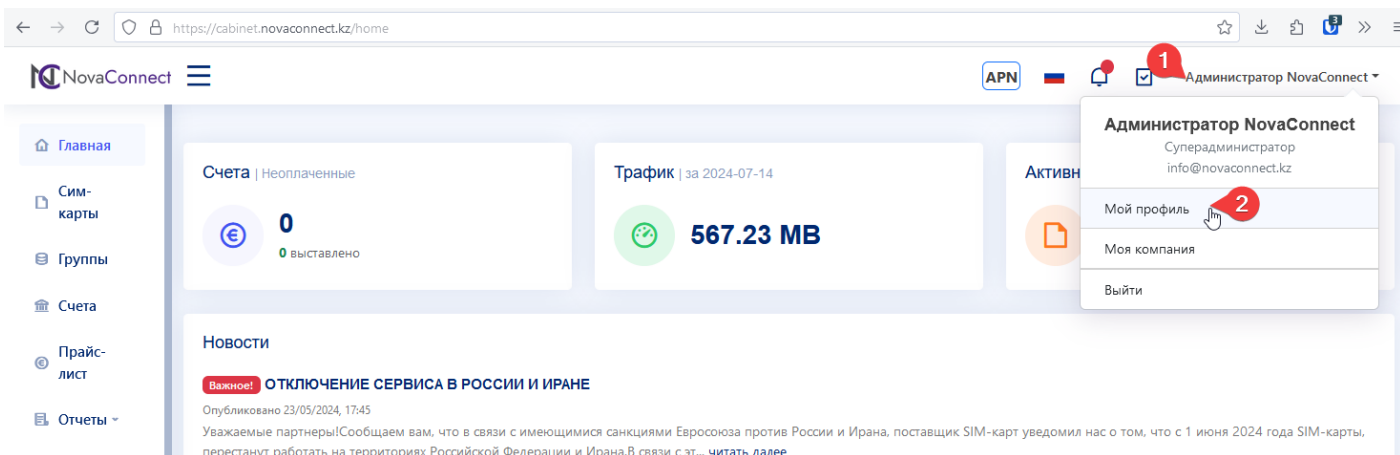 https://cabinet.novaconnect.kz/home
3
NovaConnect
APN
1
Администратор NovaConnect
Администратор NovaConnect
Суперадминистратор
info@novaconnect.kz
Мой профиль
2
Моя компания
Выйти
Главная
Сим-
карты
Группы
Счета
Прайс-
лист
Отчеты
Счета | Неоплаченные
0
0 выставлено
Трафик | за 2024-07-14
567.23 MB
Активн
Новости
Важное! ОТКЛЮЧЕНИЕ СЕРВИСА В РОССИИ И ИРАНЕ
Опубликовано 23/05/2024, 17:45
Уважаемые партнеры!Сообщаем вам, что в связи с имеющимися санкциями Евросоюза против России и Ирана, поставщик SIM-карт уведомил нас о том, что с 1 июня 2024 года SIM-карты,
перестанут работать на территориях Российской Федерации и Ирана.В связи с эт... читать далее